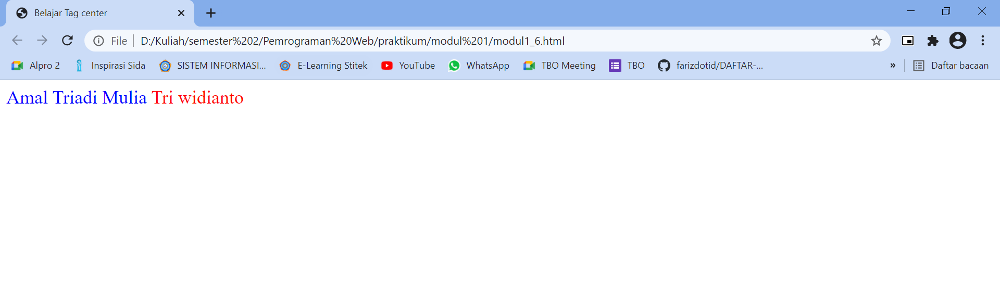 Belajar Tag center
File D:/Kuliah/semester%202/Pemrograman%20Web/praktikum/modul%201/modul1_6.html
Alpro 2 Inspirasi Sida SISTEM INFORMASI... E-Learning Stitek YouTube WhatsApp TBO Meeting TBO farizdotid/DAFTAR-... » Daftar bacaan
Amal Triadi Mulia Tri widianto